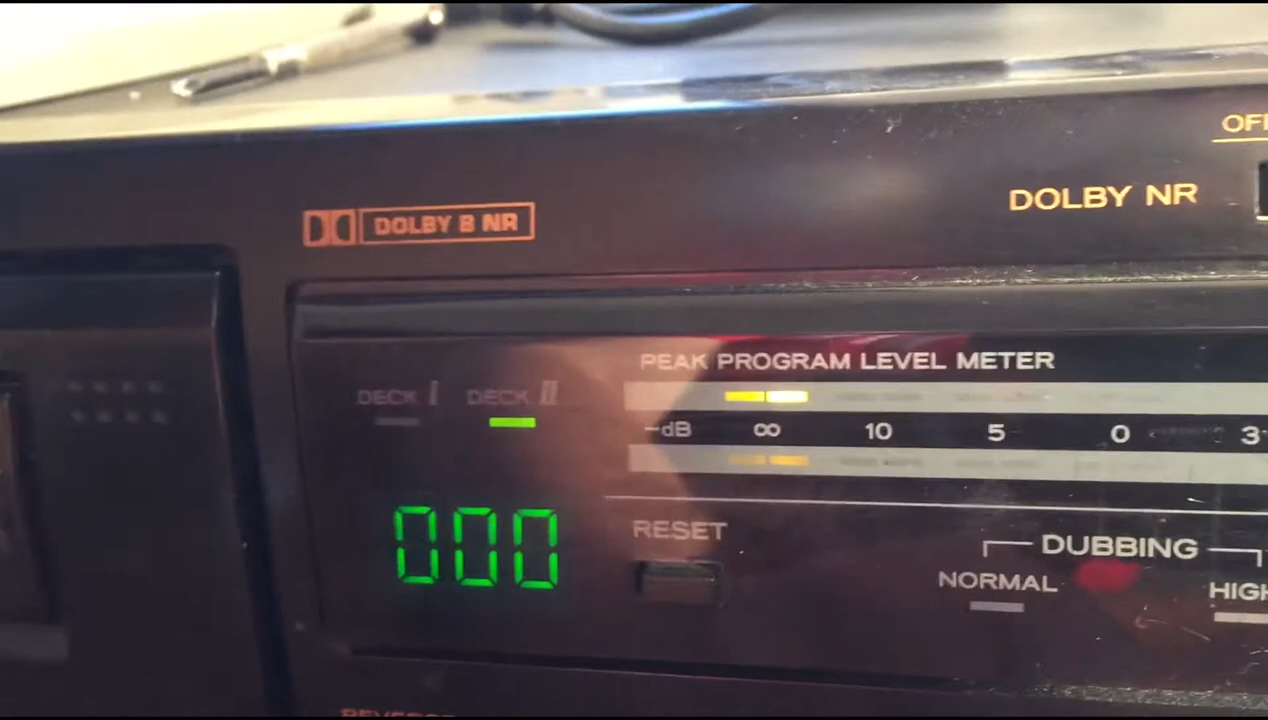 OFF
DOLBY B NR
DOLBY NR
PEAK PROGRAM LEVEL METER
DECK I DECK II
-dB ∞ 10 5 0 3
000
RESET
DUBBING
NORMAL HIGH
REVERSE